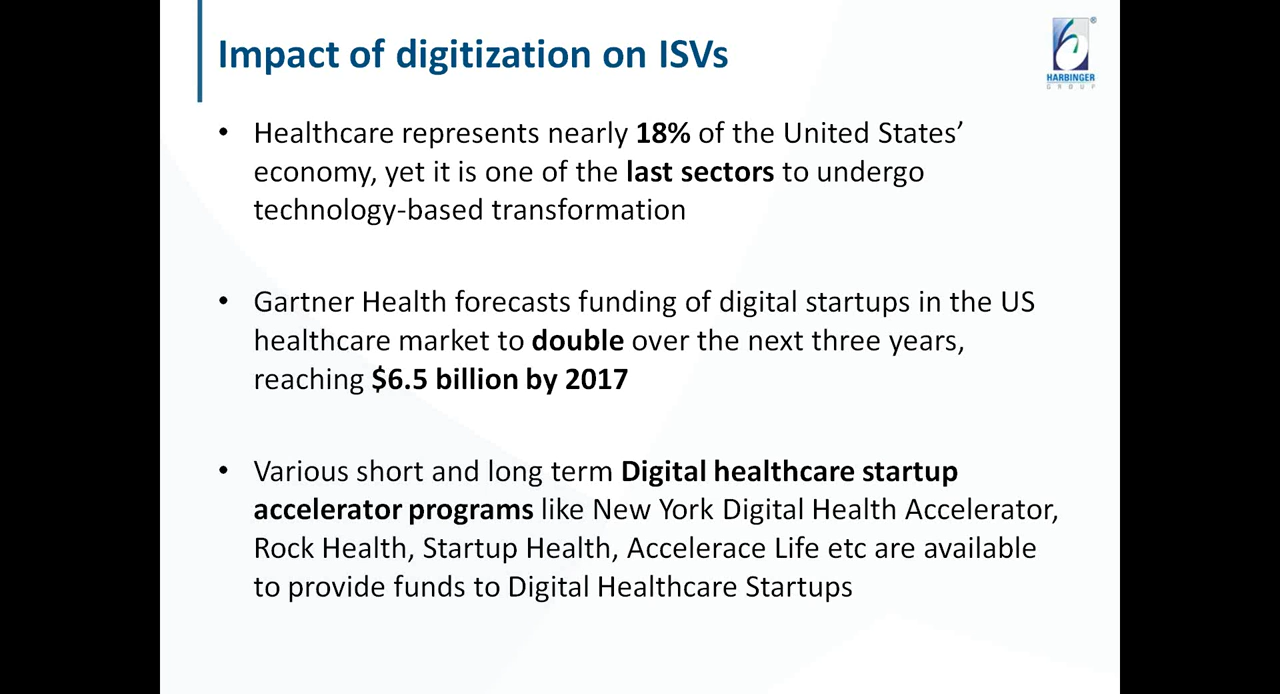 Impact of digitization on ISVs
®
HARBINGER
GROUP
• Healthcare represents nearly 18% of the United States’
economy, yet it is one of the last sectors to undergo
technology-based transformation
• Gartner Health forecasts funding of digital startups in the US
healthcare market to double over the next three years,
reaching $6.5 billion by 2017
• Various short and long term Digital healthcare startup
accelerator programs like New York Digital Health Accelerator,
Rock Health, Startup Health, Accelerace Life etc are available
to provide funds to Digital Healthcare Startups